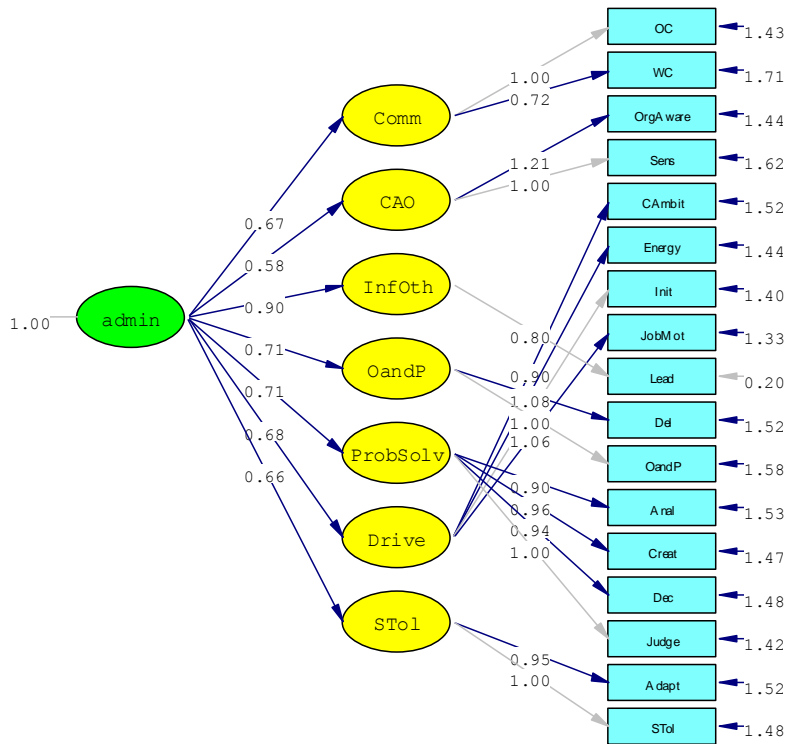 OC
1.43
1.00
WC
1.71
0.72
Comm
OrgAware
1.44
1.21
Sens
1.62
1.00
CAO
CAmbit
1.52
0.67
Energy
1.44
0.58
InfOth
Init
1.40
0.90
admin
1.00
JobMot
1.33
0.80
0.71
OandP
Lead
0.20
0.90
0.71
1.08
Del
1.52
1.00
0.68
1.06
ProbSolv
OandP
1.58
0.66
0.90
Anal
1.53
0.96
0.94
Drive
Creat
1.47
1.00
Dec
1.48
STol
Judge
1.42
0.95
Adapt
1.52
1.00
STol
1.48